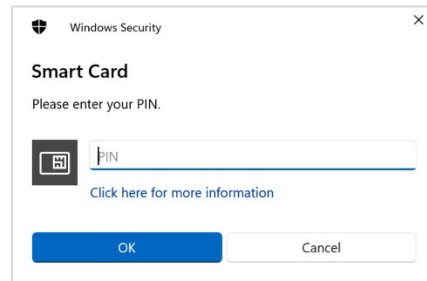 Windows Security
Smart Card
Please enter your PIN.
PIN
Click here for more information
OK
Cancel